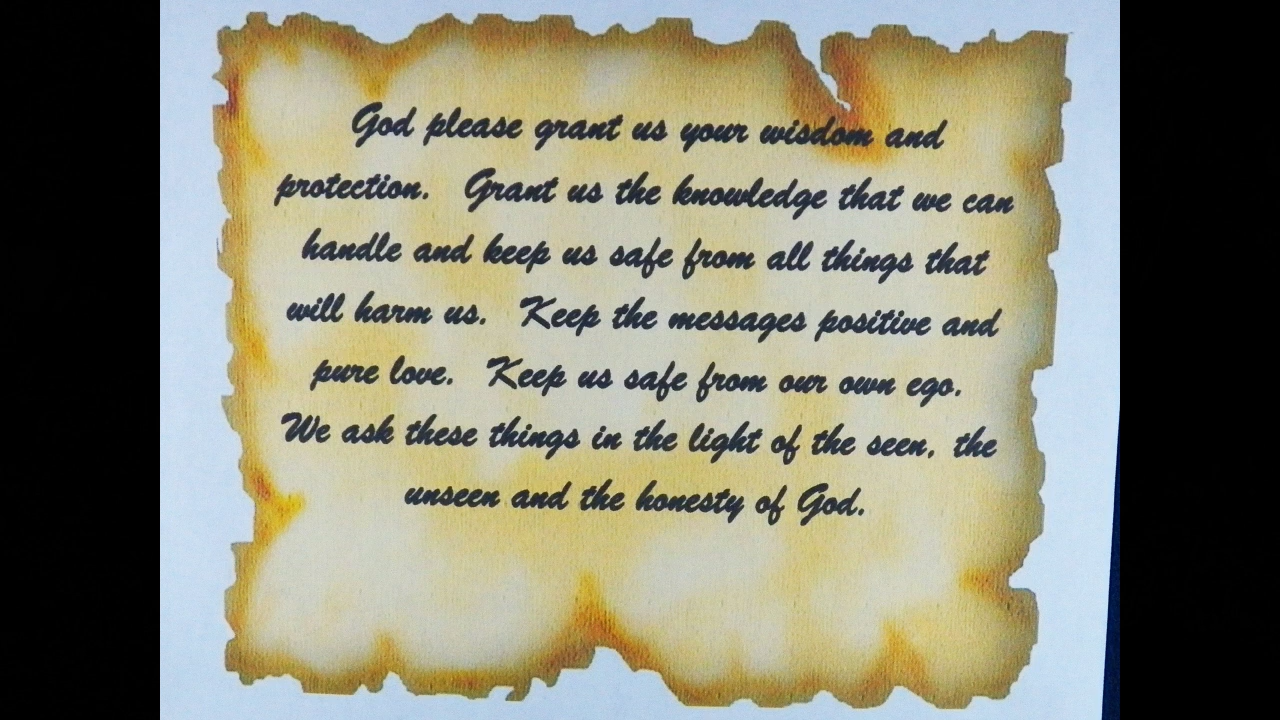 God please grant us your wisdom and
protection. Grant us the knowledge that we can
handle and keep us safe from all things that
will harm us. Keep the messages positive and
pure love. Keep us safe from our own ego.
We ask these things in the light of the seen, the
unseen and the honesty of God.